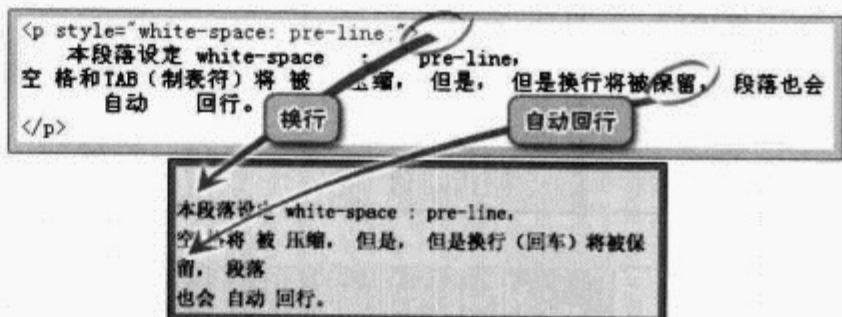 <p style="white-space: pre-line;">
本段落设定 white-space : pre-line,
空 格和TAB（制表符）将 被 压缩， 但是， 但是换行将被保留， 段落也会
自动 回行。
</p>
换行
自动回行
本段落设定 white-space : pre-line,
空 将 被 压缩， 但是， 但是换行（回车）将被保
留， 段落
也会 自动 回行。